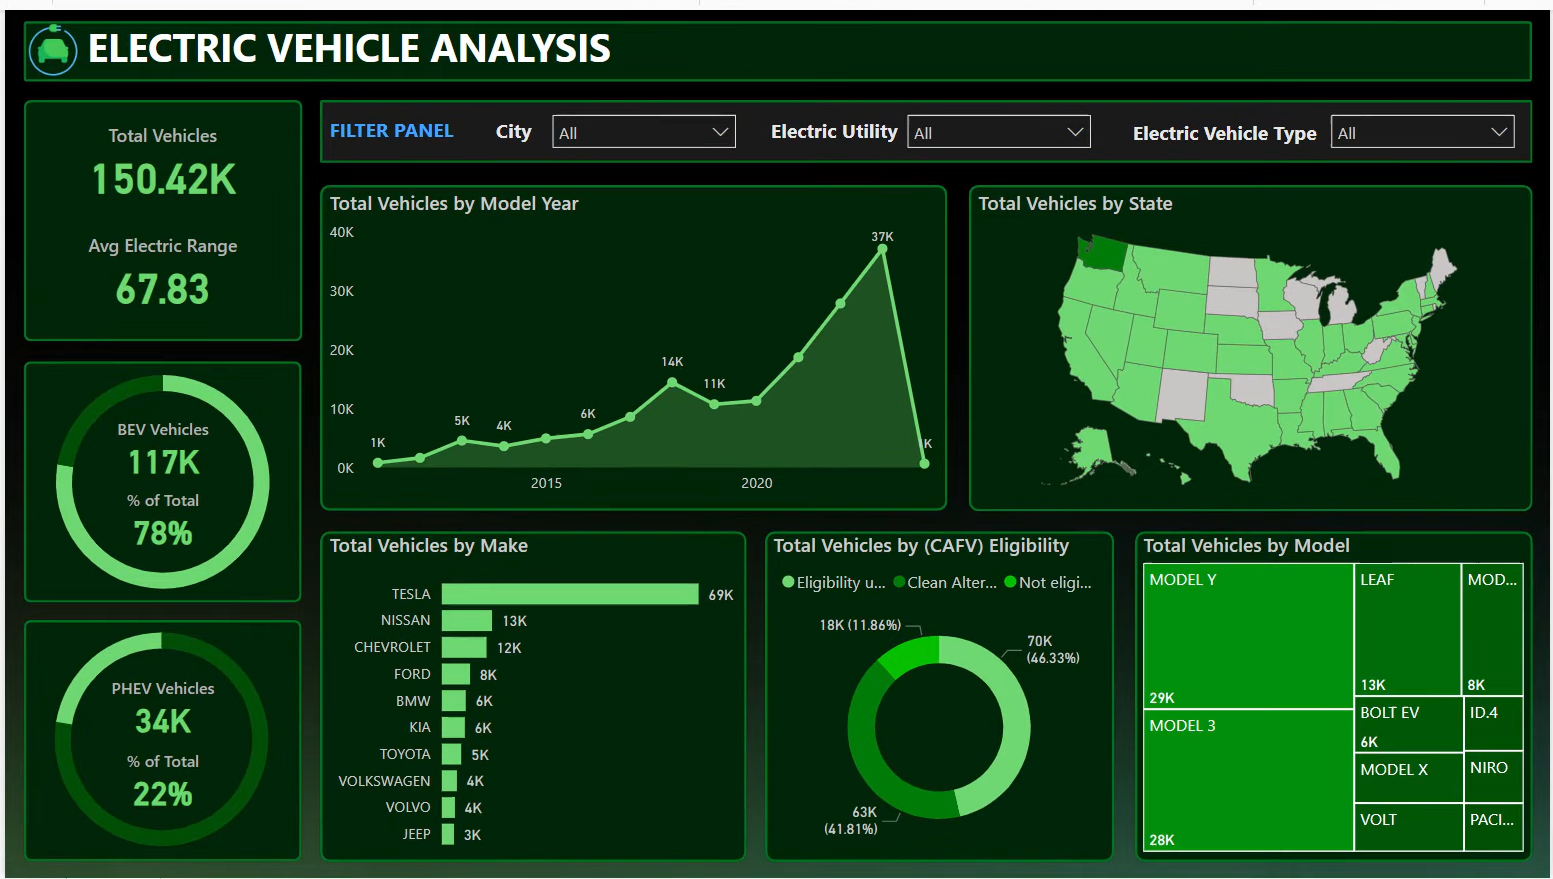 ELECTRIC VEHICLE ANALYSIS
Total Vehicles
150.42K
Avg Electric Range
67.83
FILTER PANEL City All Electric Utility All Electric Vehicle Type All
BEV Vehicles
117K
% of Total
78%
PHEV Vehicles
34K
% of Total
22%
Total Vehicles by Model Year
40K
30K
20K
10K
0K
1K
5K
4K
6K
14K
11K
37K
1K
2015
2020
Total Vehicles by State
Total Vehicles by Make
TESLA 69K
NISSAN 13K
CHEVROLET 12K
FORD 8K
BMW 6K
KIA 6K
TOYOTA 5K
VOLKSWAGEN 4K
VOLVO 4K
JEEP 3K
Total Vehicles by (CAFV) Eligibility
Eligibility u... Clean Alter... Not eligi...
18K (11.86%)
70K
(46.33%)
63K
(41.81%)
Total Vehicles by Model
MODEL Y
29K
MODEL 3
28K
LEAF
13K
MOD...
8K
BOLT EV
6K
ID.4
MODEL X
NIRO
VOLT
PACI...